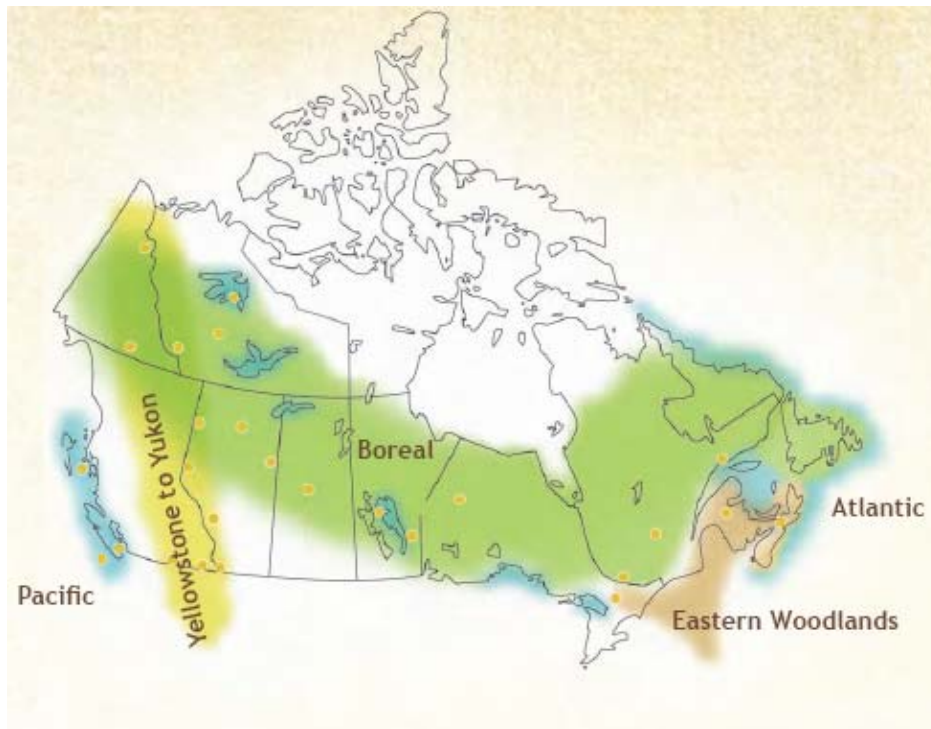 Boreal
Yellowstone to Yukon
Atlantic
Pacific
Eastern Woodlands